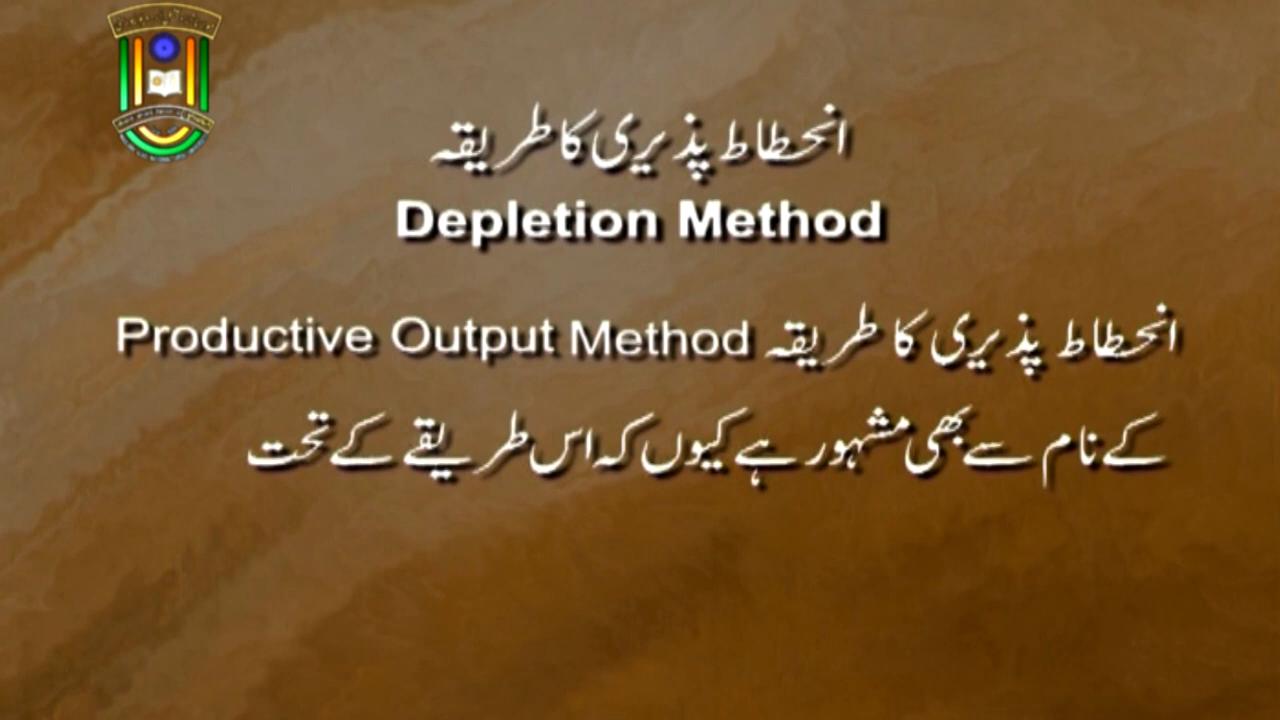 انحطاط پذیری کا طریقہ
Depletion Method
انحطاط پذیری کا طریقہ Productive Output Method
کے نام سے بھی مشہور ہے کیوں کہ اس طریقے کے تحت